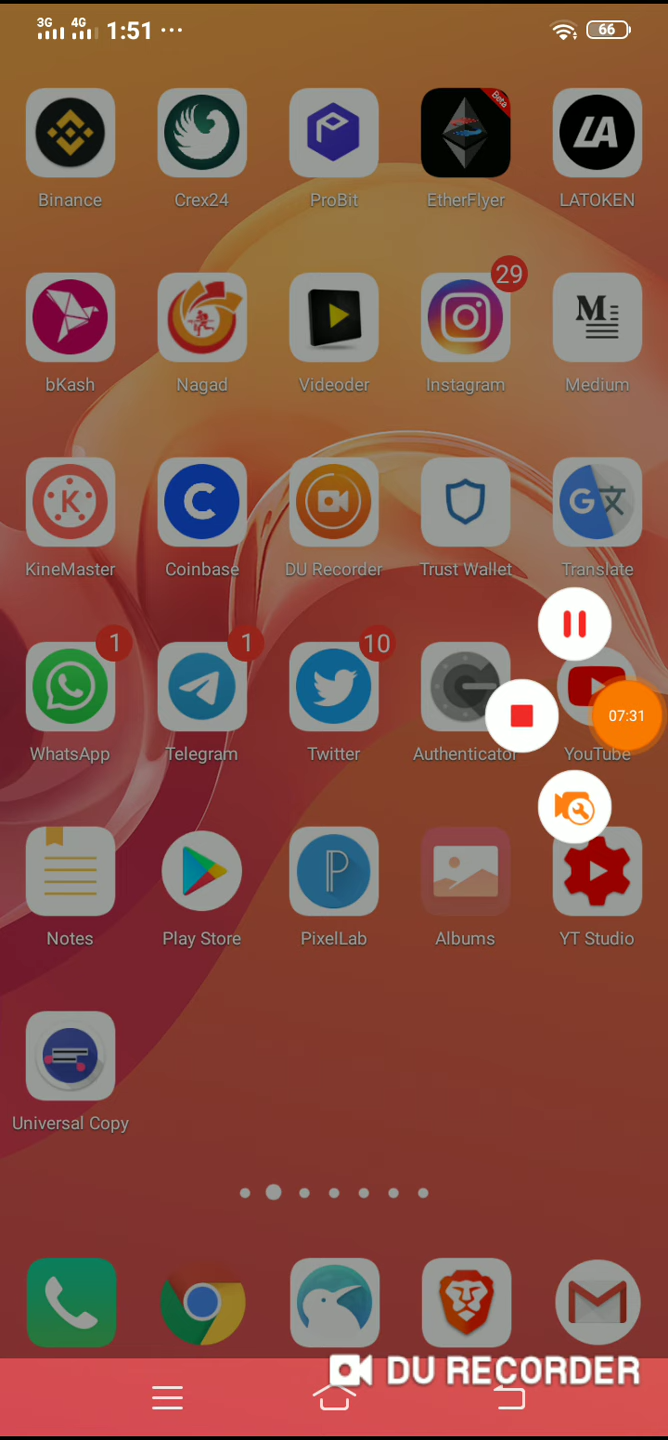 3G 4G 1:51 ... 66
Beta
Binance Crex24 ProBit EtherFlyer LATOKEN
29
bKash Nagad Videoder Instagram Medium
KineMaster Coinbase DU Recorder Trust Wallet Translate
1 1 10
07:31
WhatsApp Telegram Twitter Authenticator YouTube
Notes Play Store PixelLab Albums YT Studio
Universal Copy
DU RECORDER